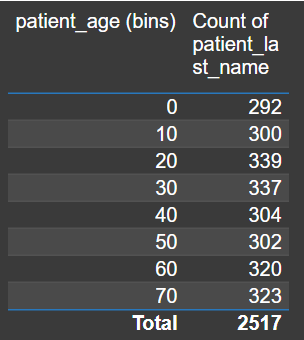 patient_age (bins) Count of
patient_la
st_name
0 292
10 300
20 339
30 337
40 304
50 302
60 320
70 323
Total 2517